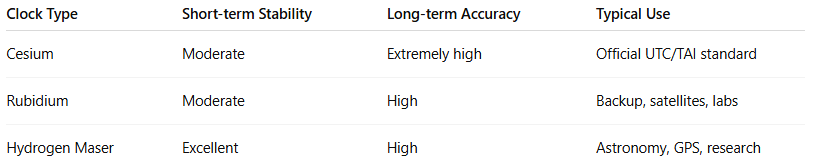 Clock Type Short-term Stability Long-term Accuracy Typical Use
Cesium Moderate Extremely high Official UTC/TAI standard
Rubidium Moderate High Backup, satellites, labs
Hydrogen Maser Excellent High Astronomy, GPS, research